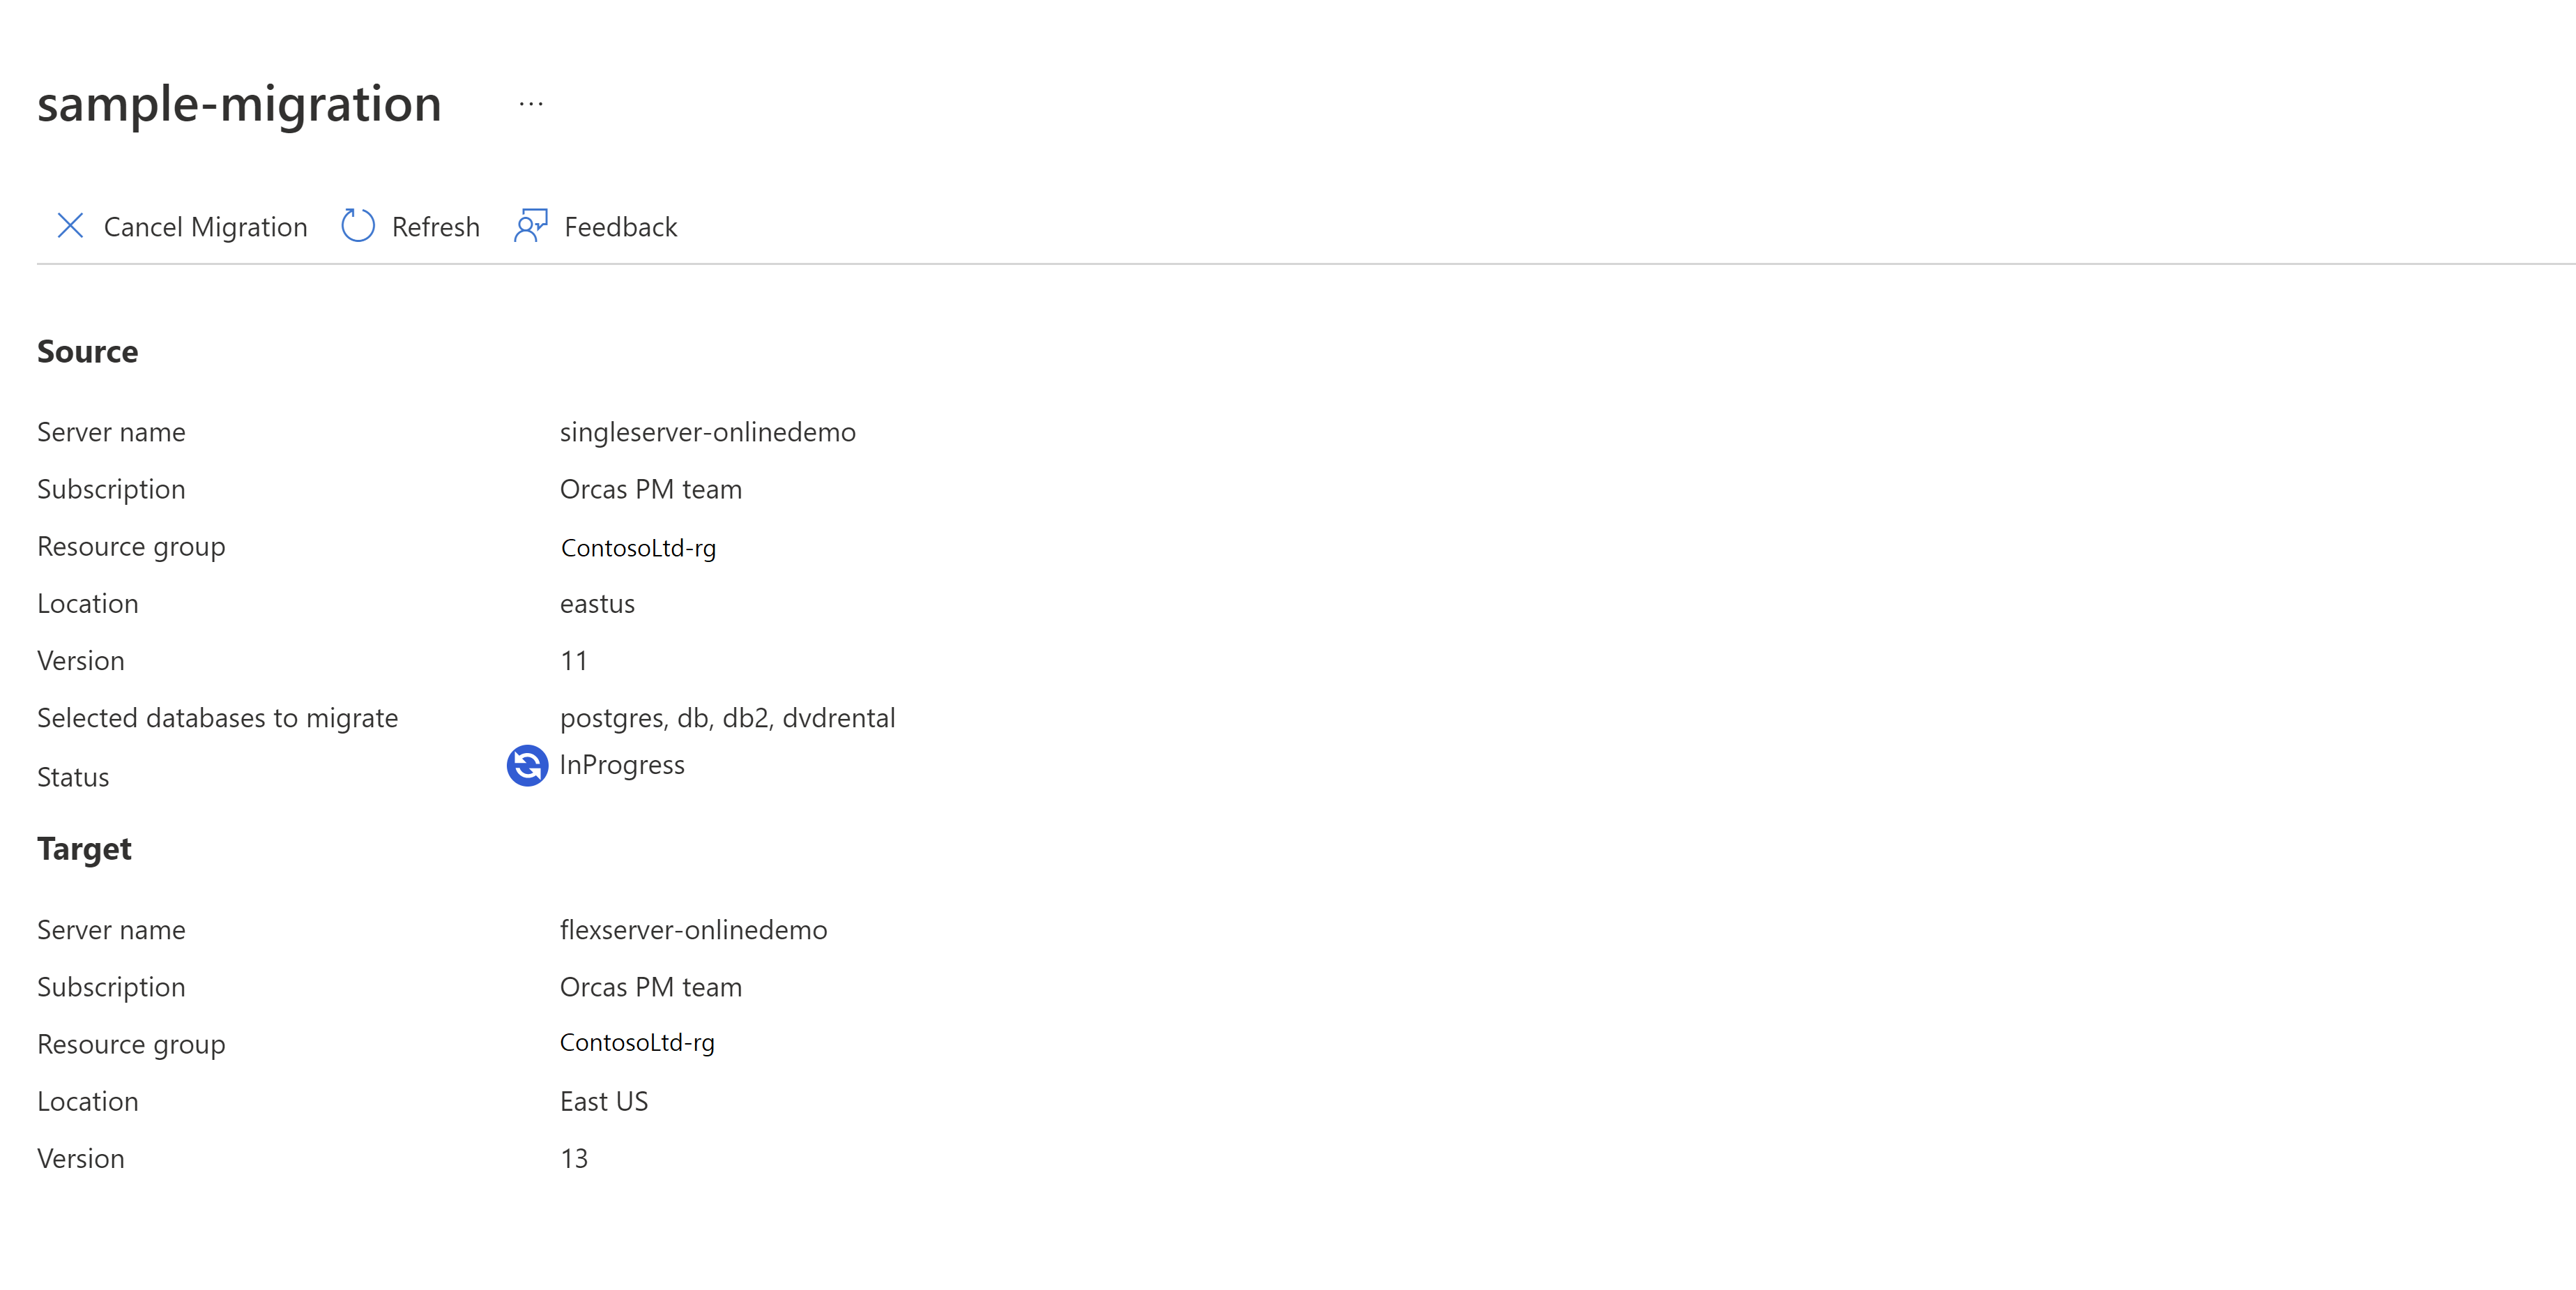 sample-migration ...
Cancel Migration Refresh Feedback
Source
Server name singleserver-onlinedemo
Subscription Orcas PM team
Resource group ContosoLtd-rg
Location eastus
Version 11
Selected databases to migrate postgres, db, db2, dvdrental
Status InProgress
Target
Server name flexserver-onlinedemo
Subscription Orcas PM team
Resource group ContosoLtd-rg
Location East US
Version 13